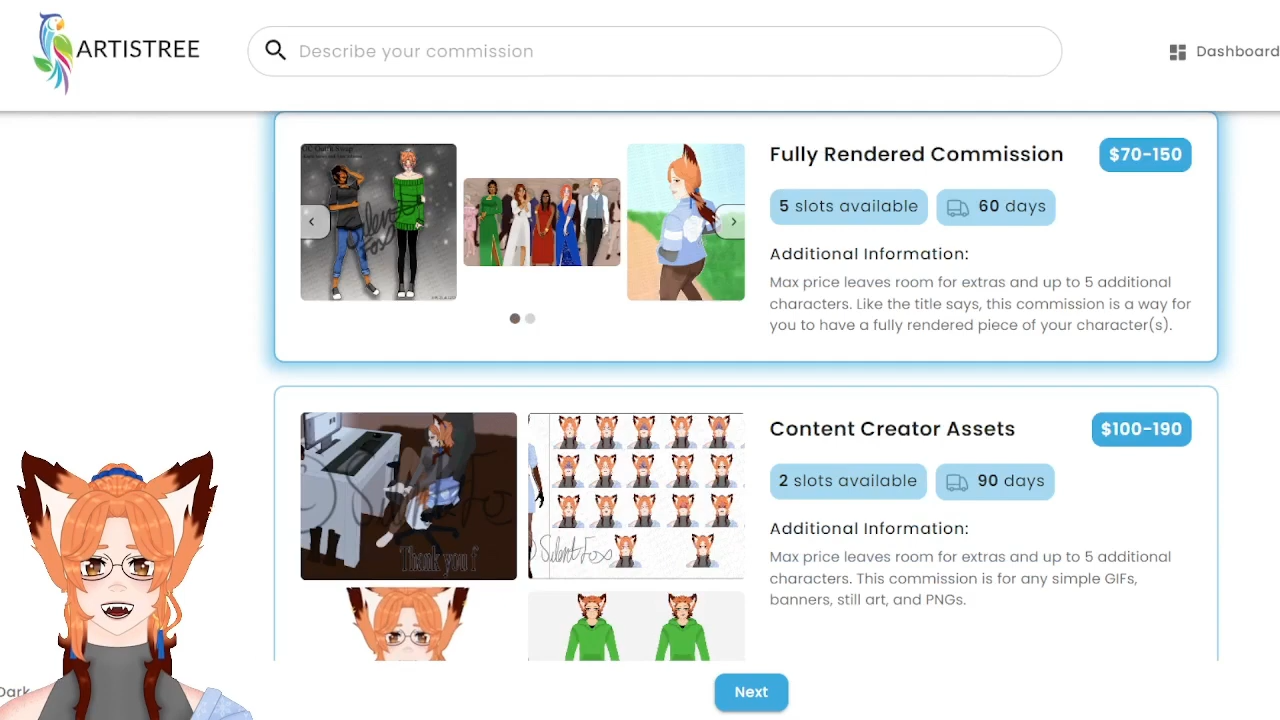 ARTISTREE
Describe your commission
Dashboard
Fully Rendered Commission
$70-150
5 slots available
60 days
Additional Information:
Max price leaves room for extras and up to 5 additional
characters. Like the title says, this commission is a way for
you to have a fully rendered piece of your character(s).
Silent
Fox
Content Creator Assets
$100-190
2 slots available
90 days
Additional Information:
Max price leaves room for extras and up to 5 additional
characters. This commission is for any simple GIFs,
banners, still art, and PNGs.
Thank you f
Silent Fox
Dark
Next